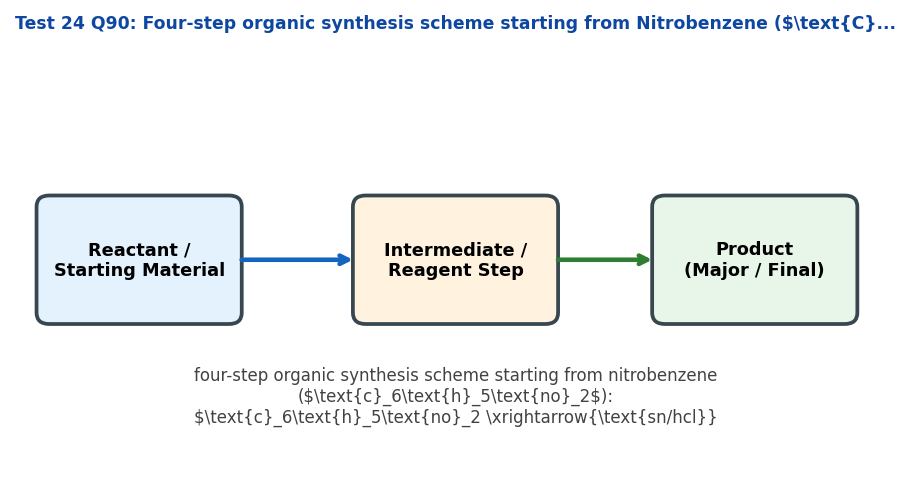 Test 24 Q90: Four-step organic synthesis scheme starting from Nitrobenzene ($\text{C}...
Reactant /
Starting Material
Intermediate /
Reagent Step
Product
(Major / Final)
four-step organic synthesis scheme starting from nitrobenzene
($\text{c}_6\text{h}_5\text{no}_2$):
$\text{c}_6\text{h}_5\text{no}_2 \xrightarrow{\text{sn/hcl}}